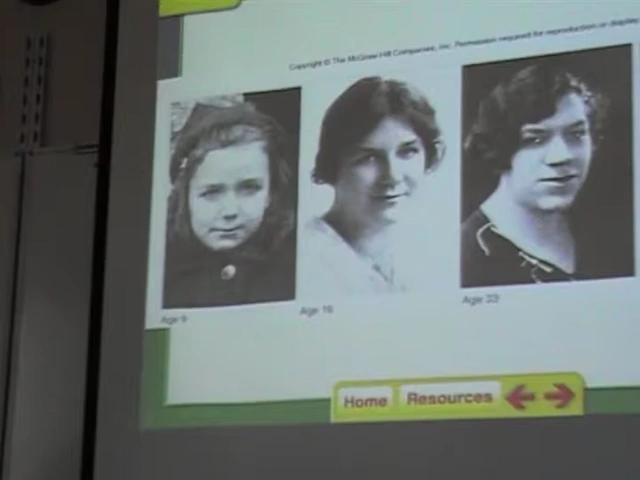 Copyright © The McGraw-Hill Companies, Inc. Permission required for reproduction or display.
Age 9
Age 16
Age 33
Home
Resources